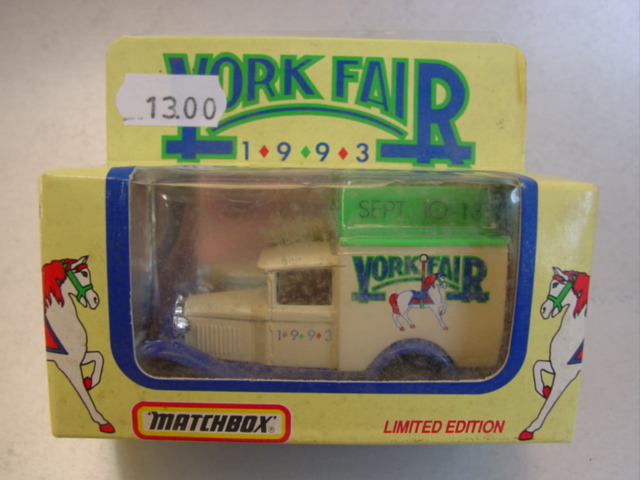 YORK FAIR
13.00
1♦9♦9♦3
SEPT. 10-18
YORK FAIR
1♦9♦9♦3
MATCHBOX®
LIMITED EDITION